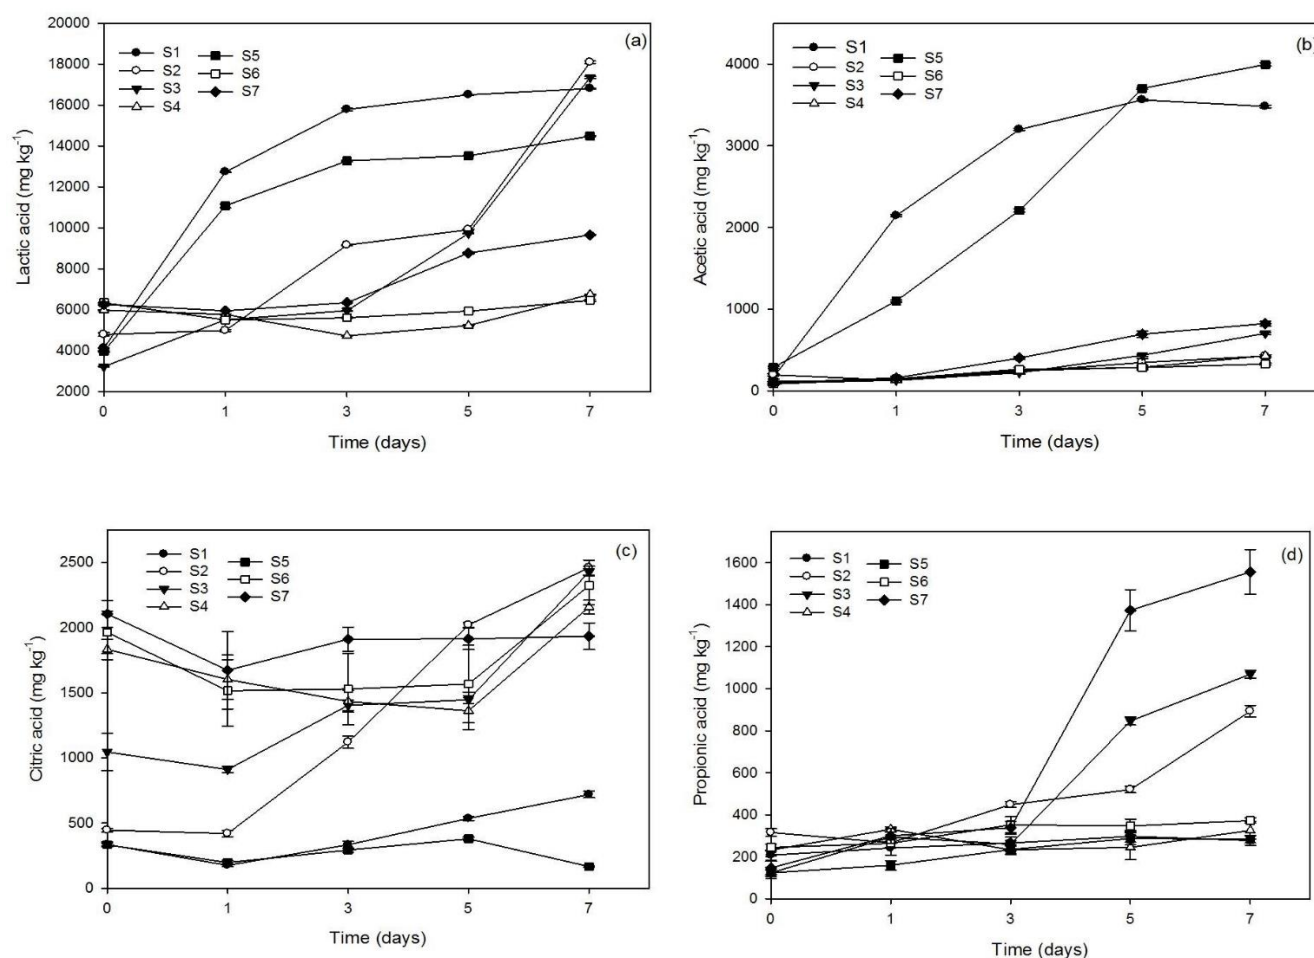 (a)
S1
S2
S3
S4
S5
S6
S7
Lactic acid (mg kg⁻¹)
20000
18000
16000
14000
12000
10000
8000
6000
4000
2000
0 1 3 5 7
Time (days)
(b)
S1
S2
S3
S4
S5
S6
S7
Acetic acid (mg kg⁻¹)
4000
3000
2000
1000
0
0 1 3 5 7
Time (days)
(c)
S1
S2
S3
S4
S5
S6
S7
Citric acid (mg kg⁻¹)
2500
2000
1500
1000
500
0
0 1 3 5 7
Time (days)
(d)
S1
S2
S3
S4
S5
S6
S7
Propionic acid (mg kg⁻¹)
1600
1400
1200
1000
800
600
400
200
0
0 1 3 5 7
Time (days)